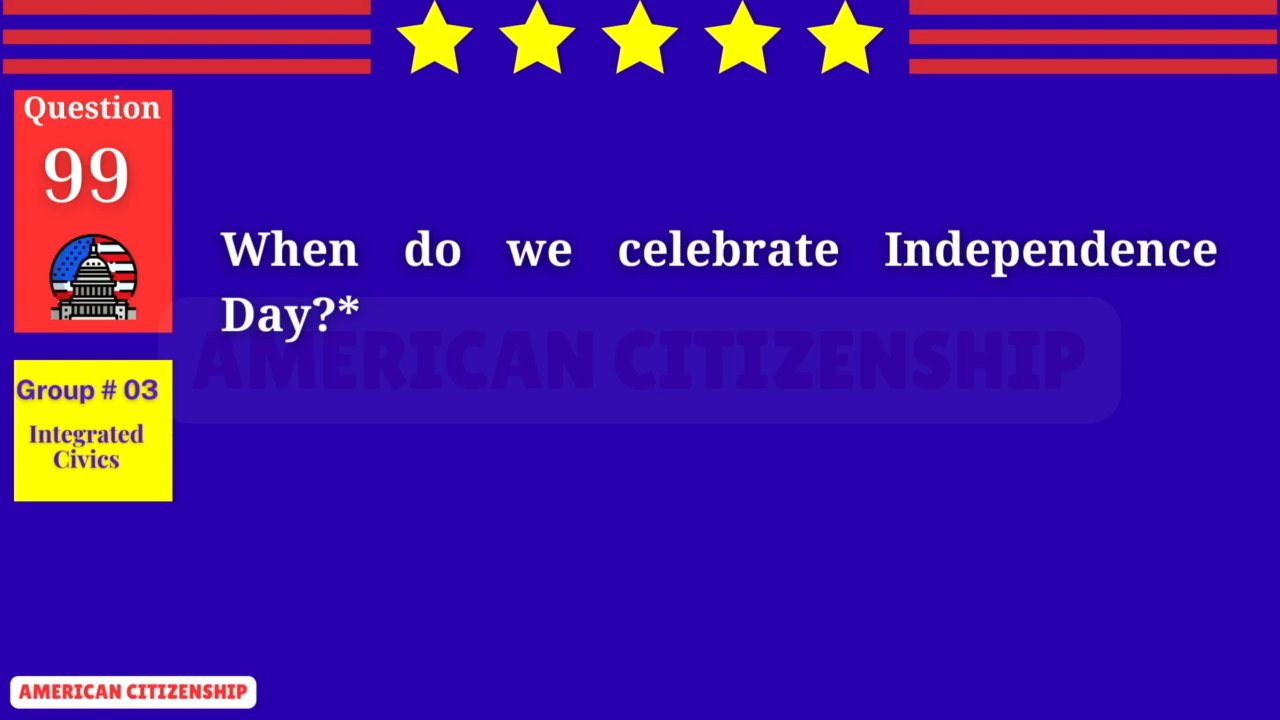 Question
99
When do we celebrate Independence
Day?*
AMERICAN CITIZENSHIP
Group # 03
Integrated
Civics
AMERICAN CITIZENSHIP